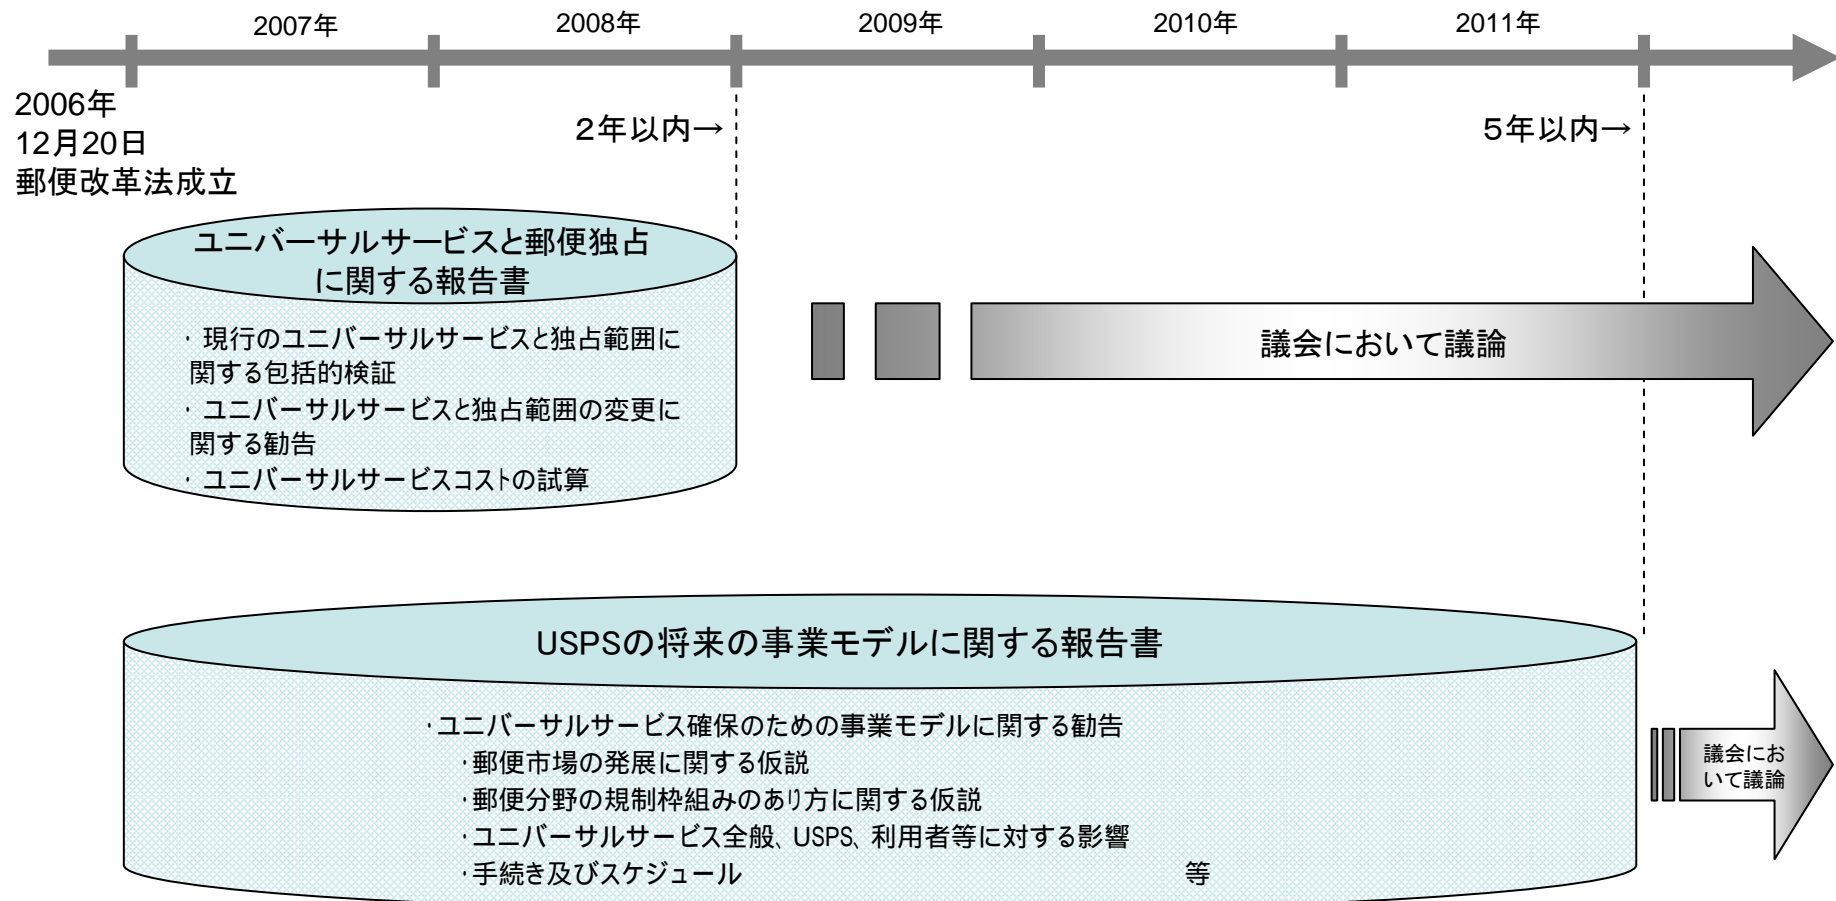 2007年
2008年
2009年
2010年
2011年
2006年
12月20日
郵便改革法成立
２年以内→
５年以内→
ユニバーサルサービスと郵便独占
に関する報告書
・現行のユニバーサルサービスと独占範囲に
関する包括的検証
・ユニバーサルサービスと独占範囲の変更に
関する勧告
・ユニバーサルサービスコストの試算
議会において議論
USPSの将来の事業モデルに関する報告書
・ユニバーサルサービス確保のための事業モデルに関する勧告
・郵便市場の発展に関する仮説
・郵便分野の規制枠組みのあり方に関する仮説
・ユニバーサルサービス全般、USPS、利用者等に対する影響
・手続き及びスケジュール 等
議会にお
いて議論